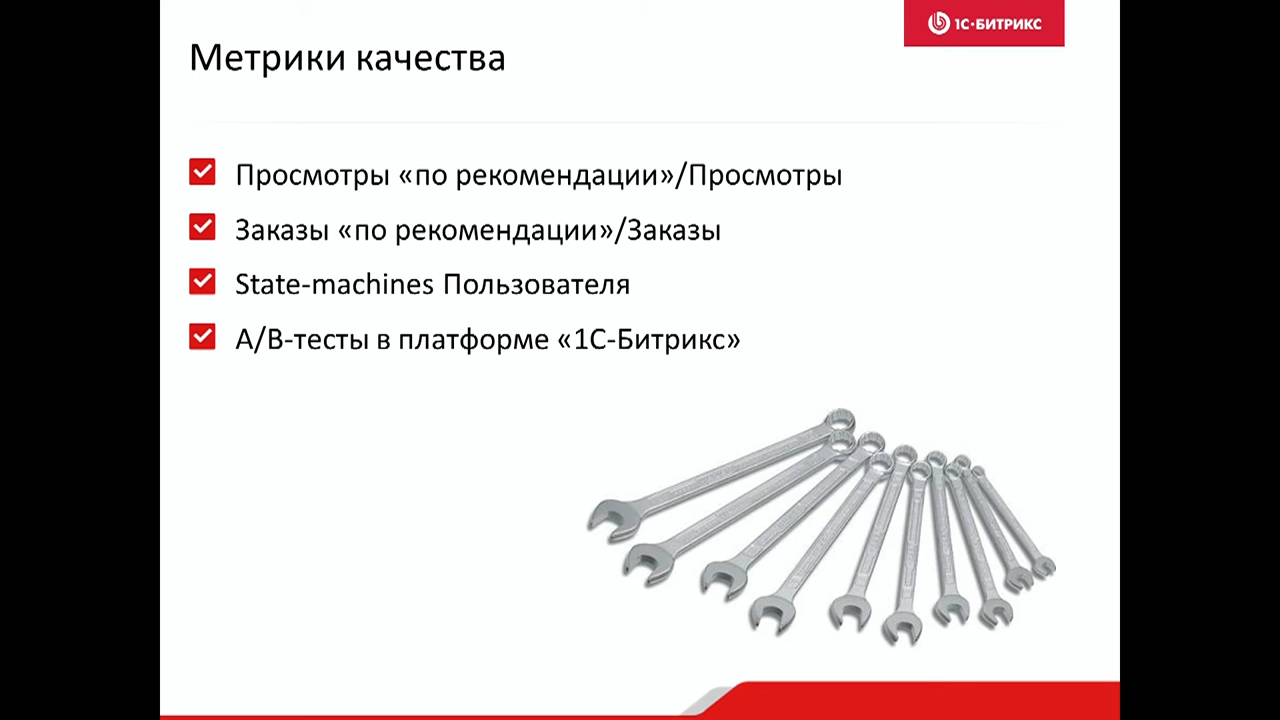 1С·БИТРИКС
Метрики качества
Просмотры «по рекомендации»/Просмотры
Заказы «по рекомендации»/Заказы
State-machines Пользователя
A/B-тесты в платформе «1С-Битрикс»